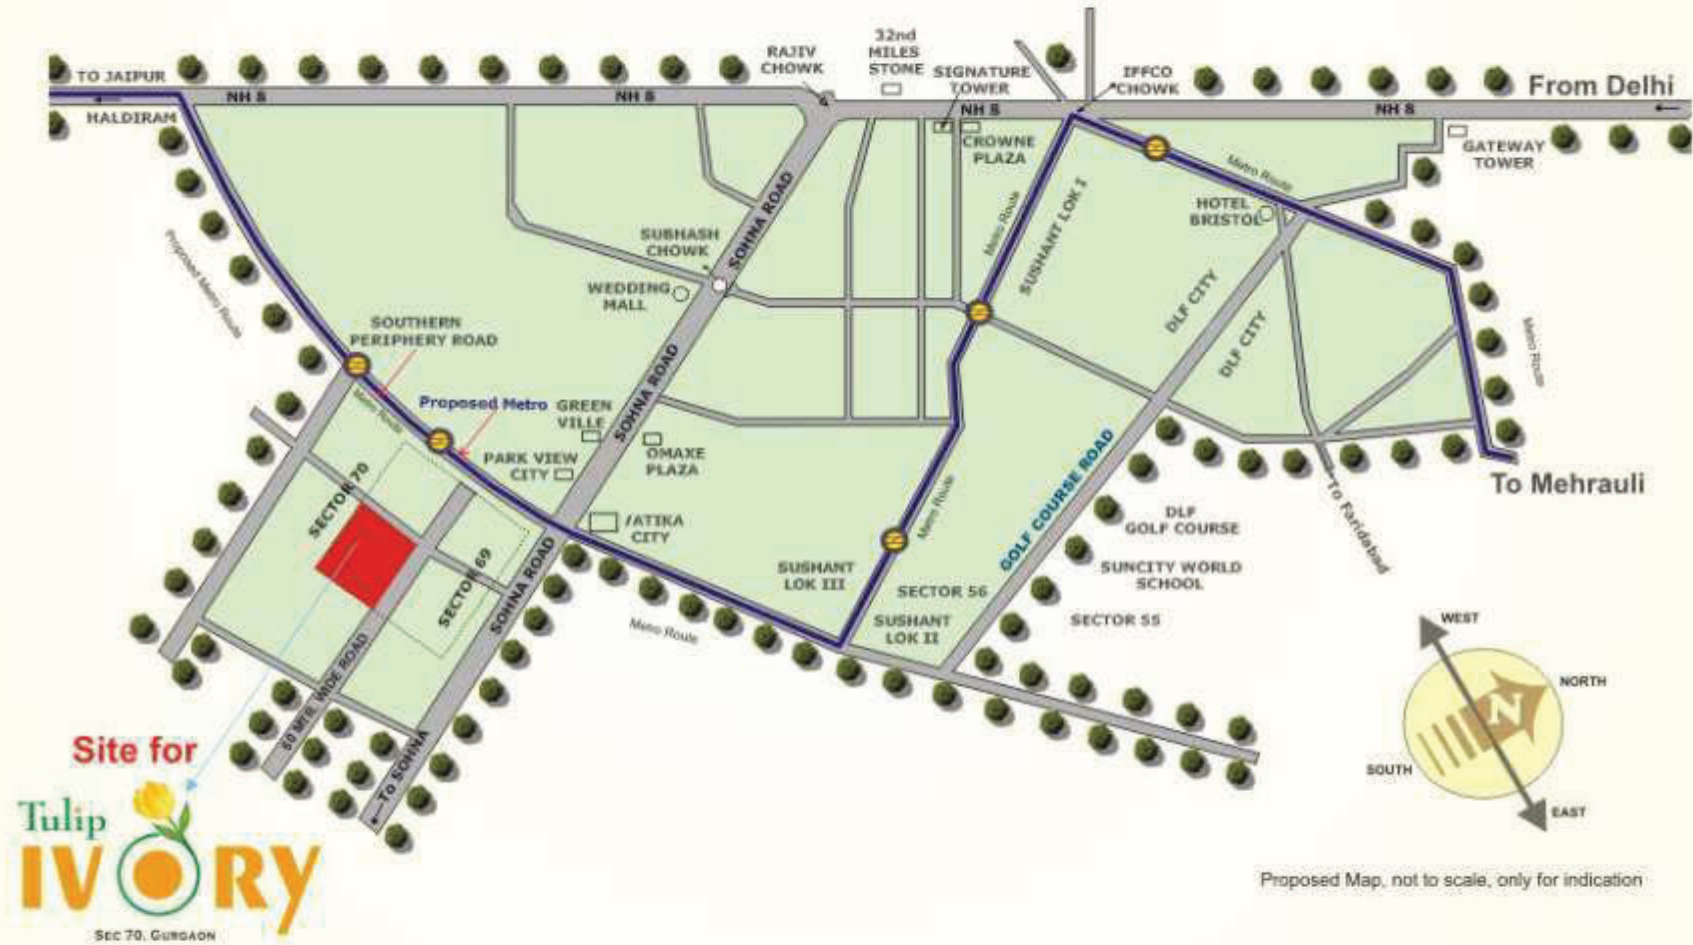 RAJIV
CHOWK
32nd
MILES
STONE
SIGNATURE
TOWER
IFFCO
CHOWK
From Delhi
TO JAIPUR
NH 8
NH 8
NH 8
NH 8
HALDIRAM
CROWNE
PLAZA
GATEWAY
TOWER
Metro Route
HOTEL
BRISTOL
Metro Route
SUSHANT LOK I
SOHNA ROAD
SUBHASH
CHOWK
WEDDING
MALL
Proposed Metro Route
DLF CITY
DLF CITY
Metro Route
SOUTHERN
PERIPHERY ROAD
SOHNA ROAD
Metro Route
Proposed Metro
GREEN
VILLE
OMAXE
PLAZA
PARK VIEW
CITY
SECTOR 70
/ATIKA
CITY
Metro Route
GOLF COURSE ROAD
To Mehrauli
To Faridabad
DLF
GOLF COURSE
SUNCITY WORLD
SCHOOL
SECTOR 55
SUSHANT
LOK III
SECTOR 56
SUSHANT
LOK II
SECTOR 69
SOHNA ROAD
Metro Route
60 MTR. WIDE ROAD
To SOHNA
WEST
NORTH
N
SOUTH
EAST
Site for
Tulip
IVORY
SEC 70, GURGAON
Proposed Map, not to scale, only for indication